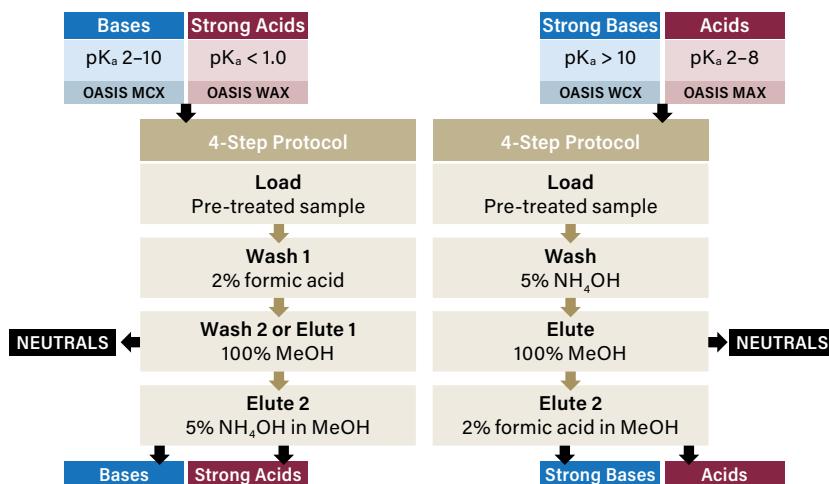 Bases
Strong Acids
pKₐ 2–10
pKₐ < 1.0
OASIS MCX
OASIS WAX
4-Step Protocol
Load
Pre-treated sample
Wash 1
2% formic acid
Wash 2 or Elute 1
100% MeOH
NEUTRALS
Elute 2
5% NH₄OH in MeOH
Bases
Strong Acids
Strong Bases
Acids
pKₐ > 10
pKₐ 2–8
OASIS WCX
OASIS MAX
4-Step Protocol
Load
Pre-treated sample
Wash
5% NH₄OH
Elute
100% MeOH
NEUTRALS
Elute 2
2% formic acid in MeOH
Strong Bases
Acids